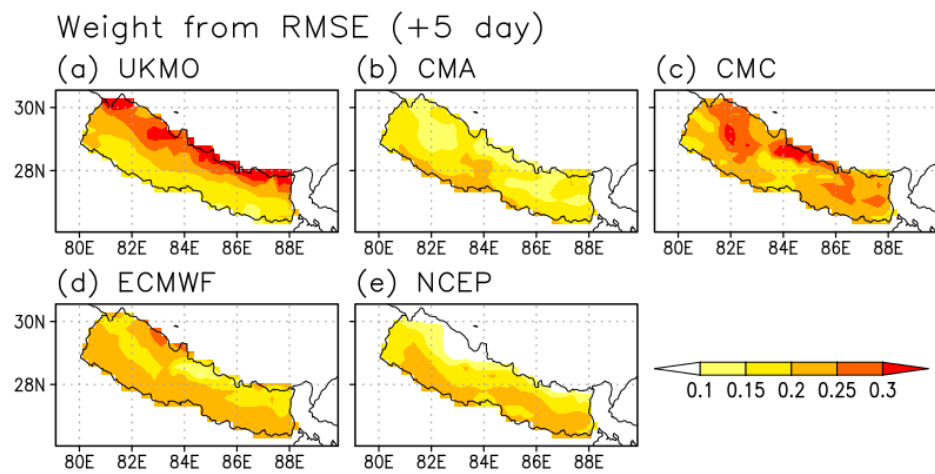 Weight from RMSE (+5 day)
(a) UKMO (b) CMA (c) CMC
30N
28N
80E 82E 84E 86E 88E 80E 82E 84E 86E 88E 80E 82E 84E 86E 88E
(d) ECMWF (e) NCEP
30N
28N
0.1 0.15 0.2 0.25 0.3
80E 82E 84E 86E 88E 80E 82E 84E 86E 88E